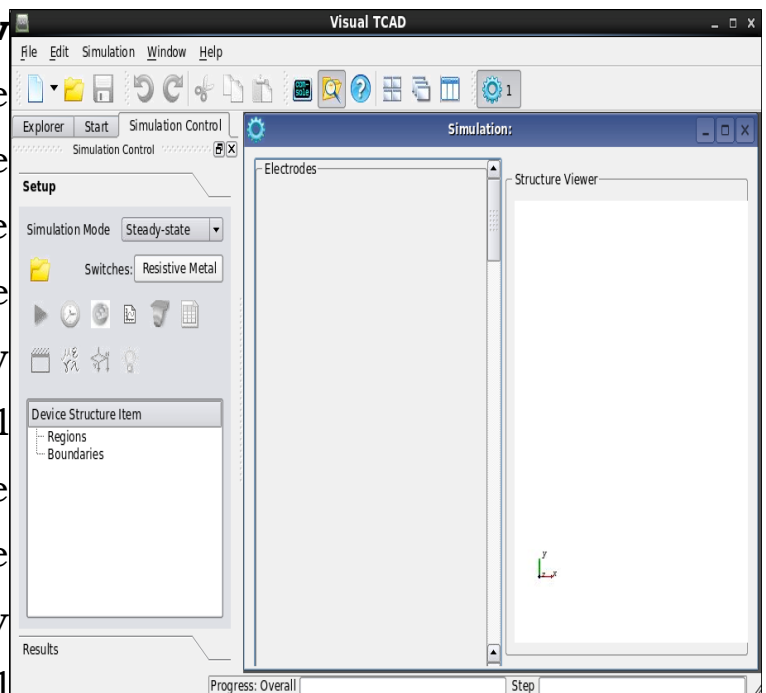 Visual TCAD
File Edit Simulation Window Help
1
Explorer Start Simulation Control
Simulation Control
Setup
Simulation Mode Steady-state
Switches: Resistive Metal
Device Structure Item
Regions
Boundaries
Results
Simulation:
Electrodes
Structure Viewer
y
z x
Progress: Overall Step